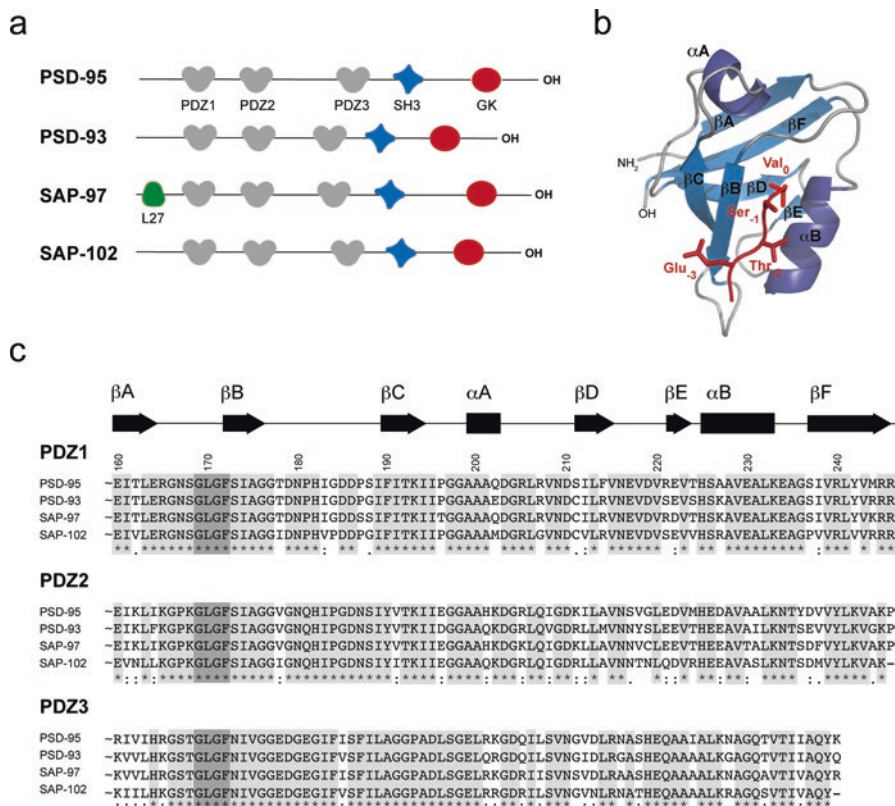 a
PSD-95
PDZ1 PDZ2 PDZ3 SH3 GK OH
PSD-93
OH
SAP-97
L27
OH
SAP-102
OH
b
αA
βA
βF
NH2
βC
βB
βD
Val0
OH
Ser-1
βE
αB
Glu-3
Thr-2
c
βA βB βC αA βD βE αB βF
PDZ1
160 170 180 190 200 210 220 230 240
PSD-95 ~EITLERGNSGLGFSIAGGTDNPHIGDDPSIFITKIIPGGAAAQDGRLRVNDSILFVNEVDVREVTHSAAVEALKEAGSIVRLYVMRR
PSD-93 ~EITLERGNSGLGFSIAGGTDNPHIGDDPGIFITKIIPGGAAAEDGRLRVNDCILRVNEVDVSEVSHSKAVEALKEAGSIVRLYVRRR
SAP-97 ~EITLERGNSGLGFSIAGGTDNPHIGDDSSIFITKIITGGAAAQDGRLRVNDCILRVNEVDVRDVTHSKAVEALKEAGSIVRLYVKRR
SAP-102 ~EIVLERGNSGLGFSIAGGIDNPHVPDDPGIFITKIIPGGAAAMDGRLGVNDCVLRVNEVDVSEVVHSRAVEALKEAGPVVRLVVRRR
PDZ2
PSD-95 ~EIKLIKGPKGLGFSIAGGVGNQHIPGDNSIYVTKIIEGGAAHKDGRLQIGDKILAVNSVGLEDVMHEDAVAALKNTYDVVYLKVAKP
PSD-93 ~EIKLFKGPKGLGFSIAGGVGNQHIPGDNSIYVTKIIDGGAAQKDGRLQVGDRLLMVNNYSLEEVTHEEAVAILKNTSDVVYLKVGKP
SAP-97 ~EIKLIKGPKGLGFSIAGGVGNQHIPGDNSIYVTKIIEGGAAHKDGKLQIGDKLLAVNNVCLEEVTHEEAVTALKNTSDFVYLKVAKP
SAP-102 ~EVNLLKGPKGLGFSIAGGIGNQHIPGDNSIYITKIIEGGAAQKDGRLQIGDRLLAVNNTNLQDVRHEEAVASLKNTSDMVYLKVAK-
PDZ3
PSD-95 ~RIVIHRGSTGLGFNIVGGEDGEGIFISFILAGGPADLSGELRKGDQILSVNGVDLRNASHEQAAIALKNAGQTVTIIAQYK
PSD-93 ~KVVLHKGSTGLGFNIVGGEDGEGIFVSFILAGGPADLSGELQRGDQILSVNGIDLRGASHEQAAAALKGAGQTVTIIAQYQ
SAP-97 ~KVVLHRGSTGLGFNIVGGEDGEGIFISFILAGGPADLSGELRKGDRIISVNSVDLRAASHEQAAAALKNAGQAVTIVAQYR
SAP-102 ~KIILHKGSTGLGFNIVGGEDGEGIFVSFILAGGPADLSGELRRGDRILSVNGVNLRNATHEQAAAALKRAGQSVTIVAQY-